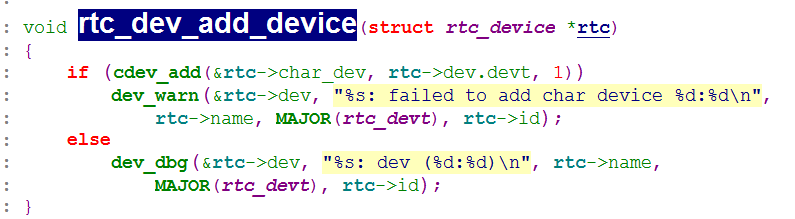 : void rtc_dev_add_device(struct rtc_device *rtc)
: {
:     if (cdev_add(&rtc->char_dev, rtc->dev.devt, 1))
:         dev_warn(&rtc->dev, "%s: failed to add char device %d:%d\n",
:             rtc->name, MAJOR(rtc_devt), rtc->id);
:     else
:         dev_dbg(&rtc->dev, "%s: dev (%d:%d)\n", rtc->name,
:             MAJOR(rtc_devt), rtc->id);
: }